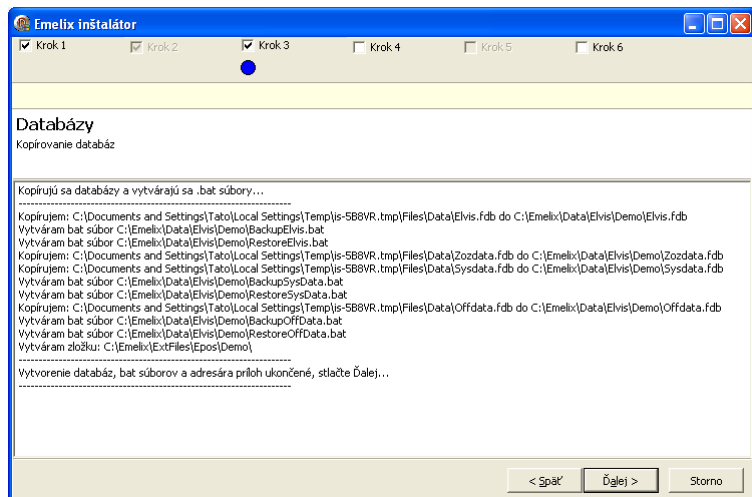 Emelix inštalátor
Krok 1 Krok 2 Krok 3 Krok 4 Krok 5 Krok 6
Databázy
Kopírovanie databáz
Kopírujú sa databázy a vytvárajú sa .bat súbory...
----------------------------------------------------------------------
Kopírujem: C:\Documents and Settings\Tato\Local Settings\Temp\is-5B8VR.tmp\Files\Data\Elvis.fdb do C:\Emelix\Data\Elvis\Demo\Elvis.fdb
Vytváram bat súbor C:\Emelix\Data\Elvis\Demo\BackupElvis.bat
Vytváram bat súbor C:\Emelix\Data\Elvis\Demo\RestoreElvis.bat
Kopírujem: C:\Documents and Settings\Tato\Local Settings\Temp\is-5B8VR.tmp\Files\Data\Zozdata.fdb do C:\Emelix\Data\Elvis\Demo\Zozdata.fdb
Kopírujem: C:\Documents and Settings\Tato\Local Settings\Temp\is-5B8VR.tmp\Files\Data\Sysdata.fdb do C:\Emelix\Data\Elvis\Demo\Sysdata.fdb
Vytváram bat súbor C:\Emelix\Data\Elvis\Demo\BackupSysData.bat
Vytváram bat súbor C:\Emelix\Data\Elvis\Demo\RestoreSysData.bat
Kopírujem: C:\Documents and Settings\Tato\Local Settings\Temp\is-5B8VR.tmp\Files\Data\Offdata.fdb do C:\Emelix\Data\Elvis\Demo\Offdata.fdb
Vytváram bat súbor C:\Emelix\Data\Elvis\Demo\BackupOffData.bat
Vytváram bat súbor C:\Emelix\Data\Elvis\Demo\RestoreOffData.bat
Vytváram zložku: C:\Emelix\ExtFiles\Epos\Demo\
----------------------------------------------------------------------
Vytvorenie databáz, bat súborov a adresára príloh ukončené, stlačte Ďalej...
----------------------------------------------------------------------
< Späť Ďalej > Storno